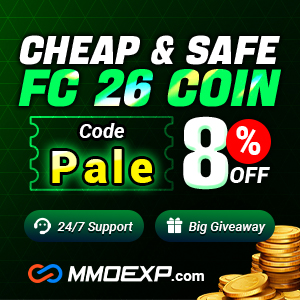 CHEAP & SAFE
FC 26 COIN
Code
Pale
8% OFF
24/7 Support
Big Giveaway
MMOEXP.com